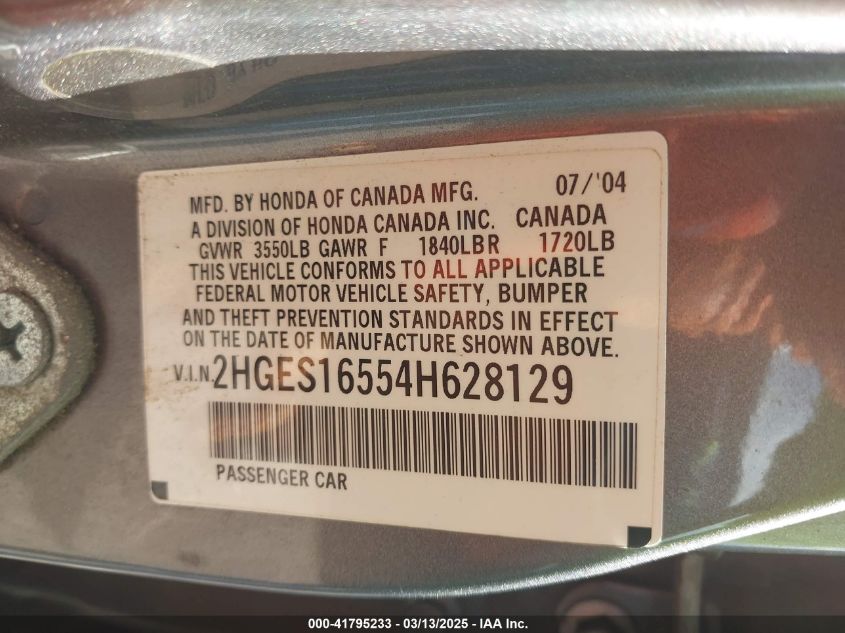 MFD. BY HONDA OF CANADA MFG. 07/'04
A DIVISION OF HONDA CANADA INC. CANADA
GVWR 3550LB GAWR F 1840LB R 1720LB
THIS VEHICLE CONFORMS TO ALL APPLICABLE
FEDERAL MOTOR VEHICLE SAFETY, BUMPER
AND THEFT PREVENTION STANDARDS IN EFFECT
ON THE DATE OF MANUFACTURE SHOWN ABOVE.
V.I.N. 2HGES16554H628129
PASSENGER CAR
000-41795233 - 03/13/2025 - IAA Inc.